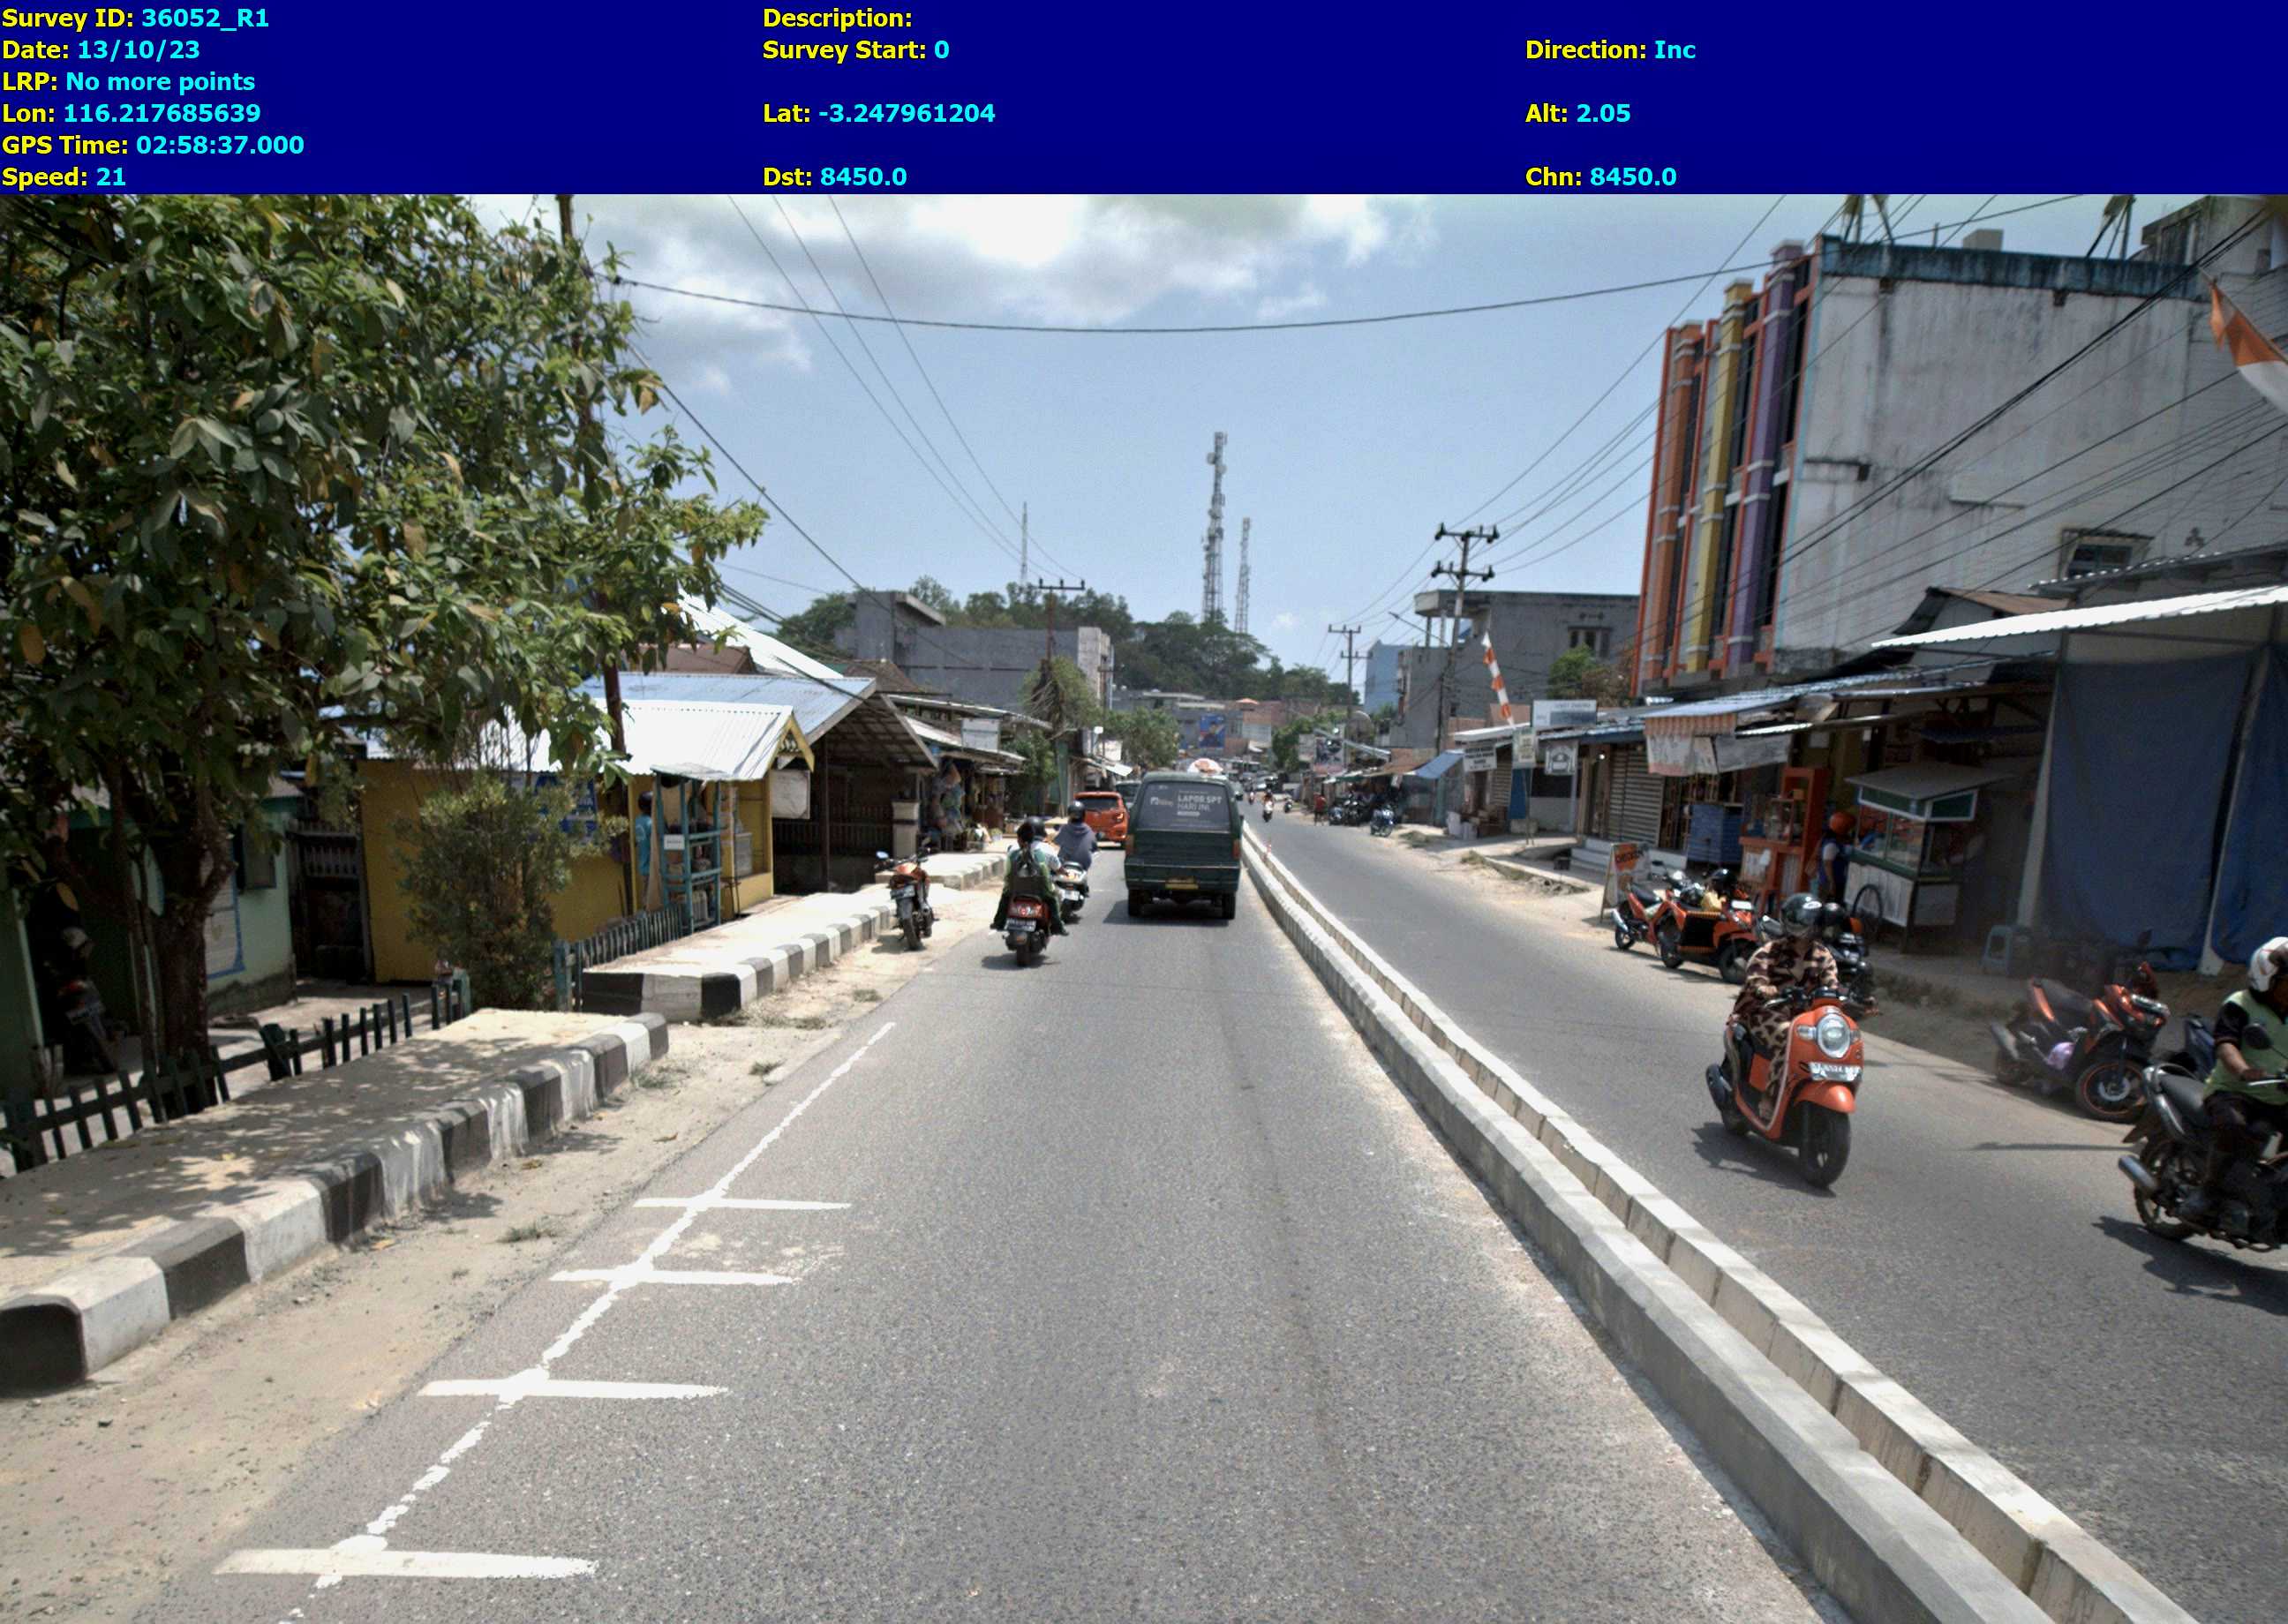 Survey ID: 36052_R1
Description:
Date: 13/10/23
Survey Start: 0
Direction: Inc
LRP: No more points
Lon: 116.217685639
Lat: -3.247961204
Alt: 2.05
GPS Time: 02:58:37.000
Speed: 21
Dst: 8450.0
Chn: 8450.0
LAPOR SPT
HARI INI.